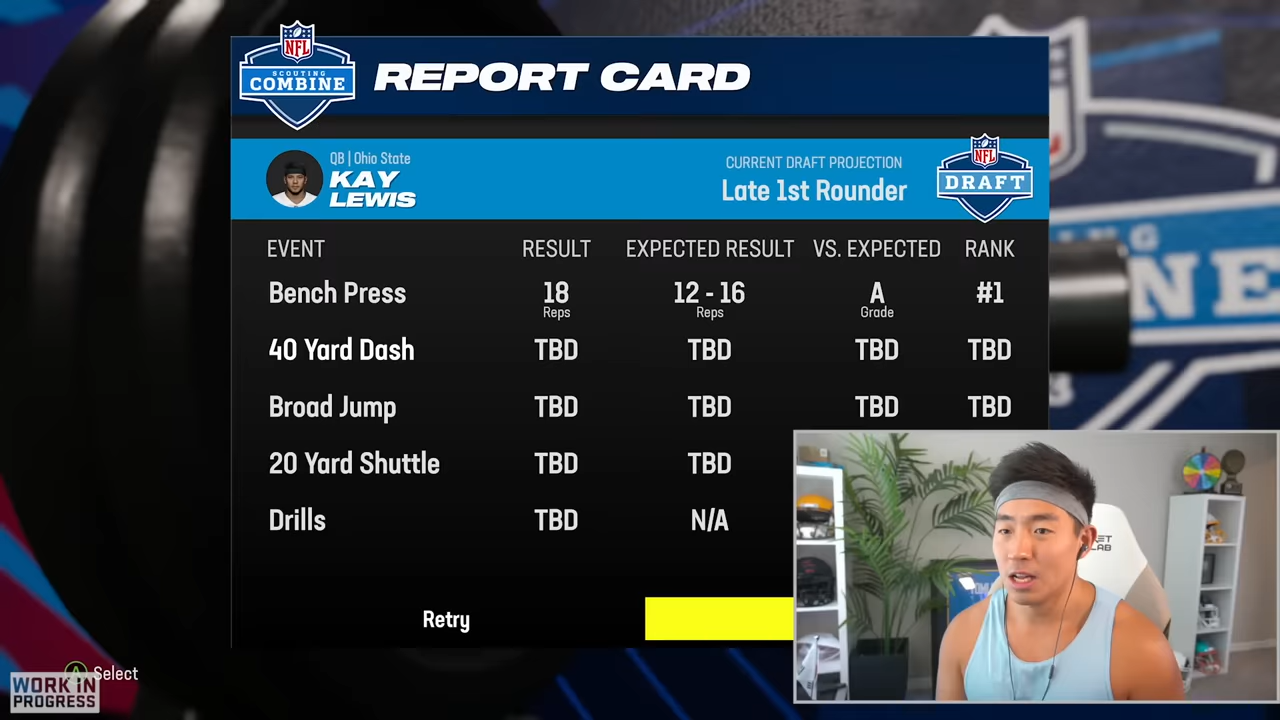 NFL
SCOUTING
COMBINE
REPORT CARD
QB | Ohio State
KAY
LEWIS
CURRENT DRAFT PROJECTION
Late 1st Rounder
NFL
DRAFT
EVENT RESULT EXPECTED RESULT VS. EXPECTED RANK
Bench Press 18 12 - 16 A #1
Reps Reps Grade
40 Yard Dash TBD TBD TBD TBD
Broad Jump TBD TBD TBD TBD
20 Yard Shuttle TBD TBD
Drills TBD N/A
Retry
A Select
WORK IN
PROGRESS